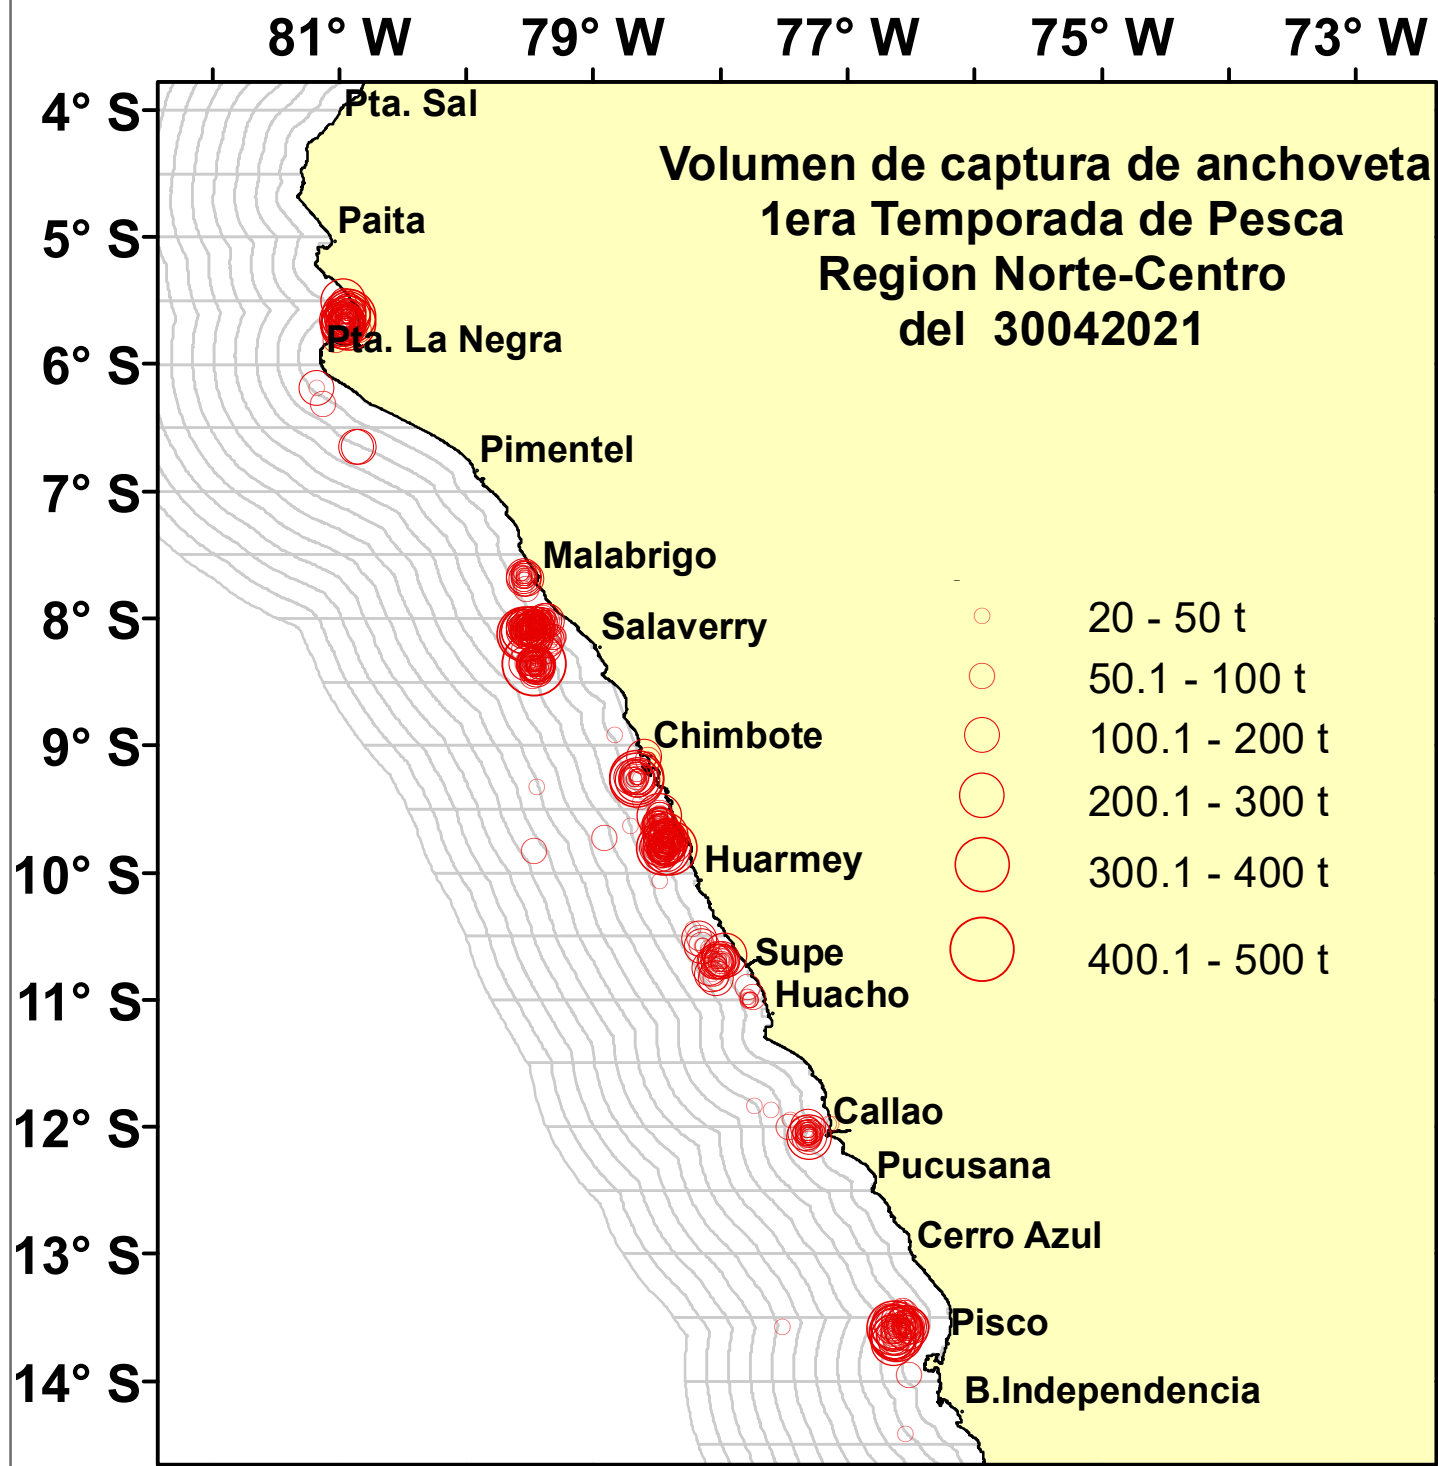 81° W 79° W 77° W 75° W 73° W
4° S
5° S
6° S
7° S
8° S
9° S
10° S
11° S
12° S
13° S
14° S
Volumen de captura de anchoveta
1era Temporada de Pesca
Region Norte-Centro
del 30042021
Pta. Sal
Paita
Pta. La Negra
Pimentel
Malabrigo
Salaverry
Chimbote
Huarmey
Supe
Huacho
Callao
Pucusana
Cerro Azul
Pisco
B.Independencia
20 - 50 t
50.1 - 100 t
100.1 - 200 t
200.1 - 300 t
300.1 - 400 t
400.1 - 500 t